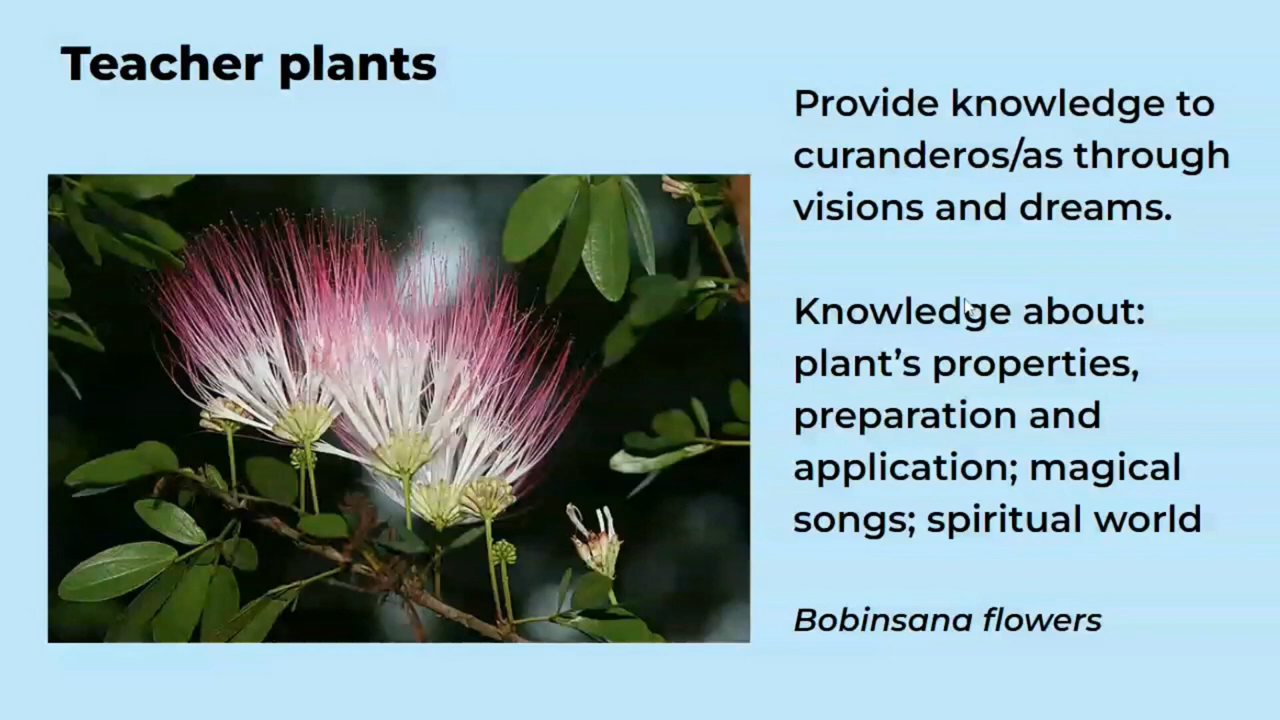 Teacher plants
Provide knowledge to
curanderos/as through
visions and dreams.
Knowledge about:
plant’s properties,
preparation and
application; magical
songs; spiritual world
Bobinsana flowers